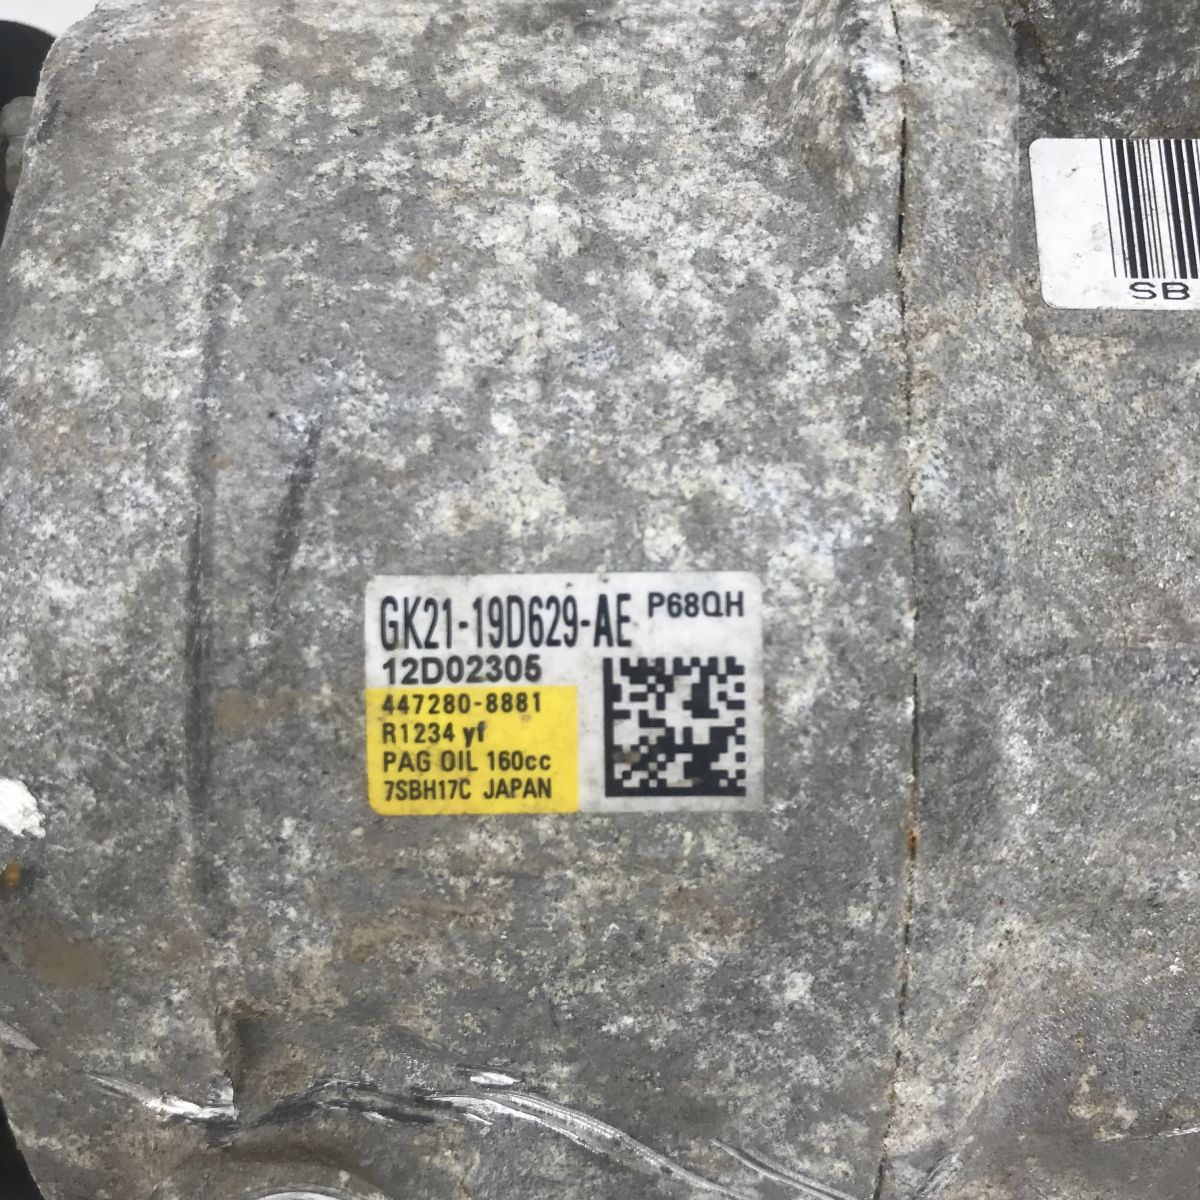 SB
GK21-19D629-AE P68QH
12D02305
447280-8881
R1234 yf
PAG OIL 160cc
7SBH17C JAPAN